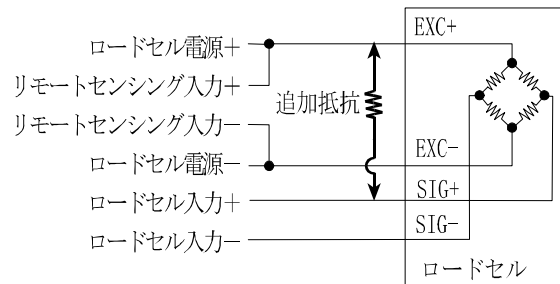 EXC+
ロードセル電源+
リモートセンシング入力+
追加抵抗
リモートセンシング入力-
ロードセル電源-
EXC-
SIG+
ロードセル入力+
SIG-
ロードセル入力-
ロードセル